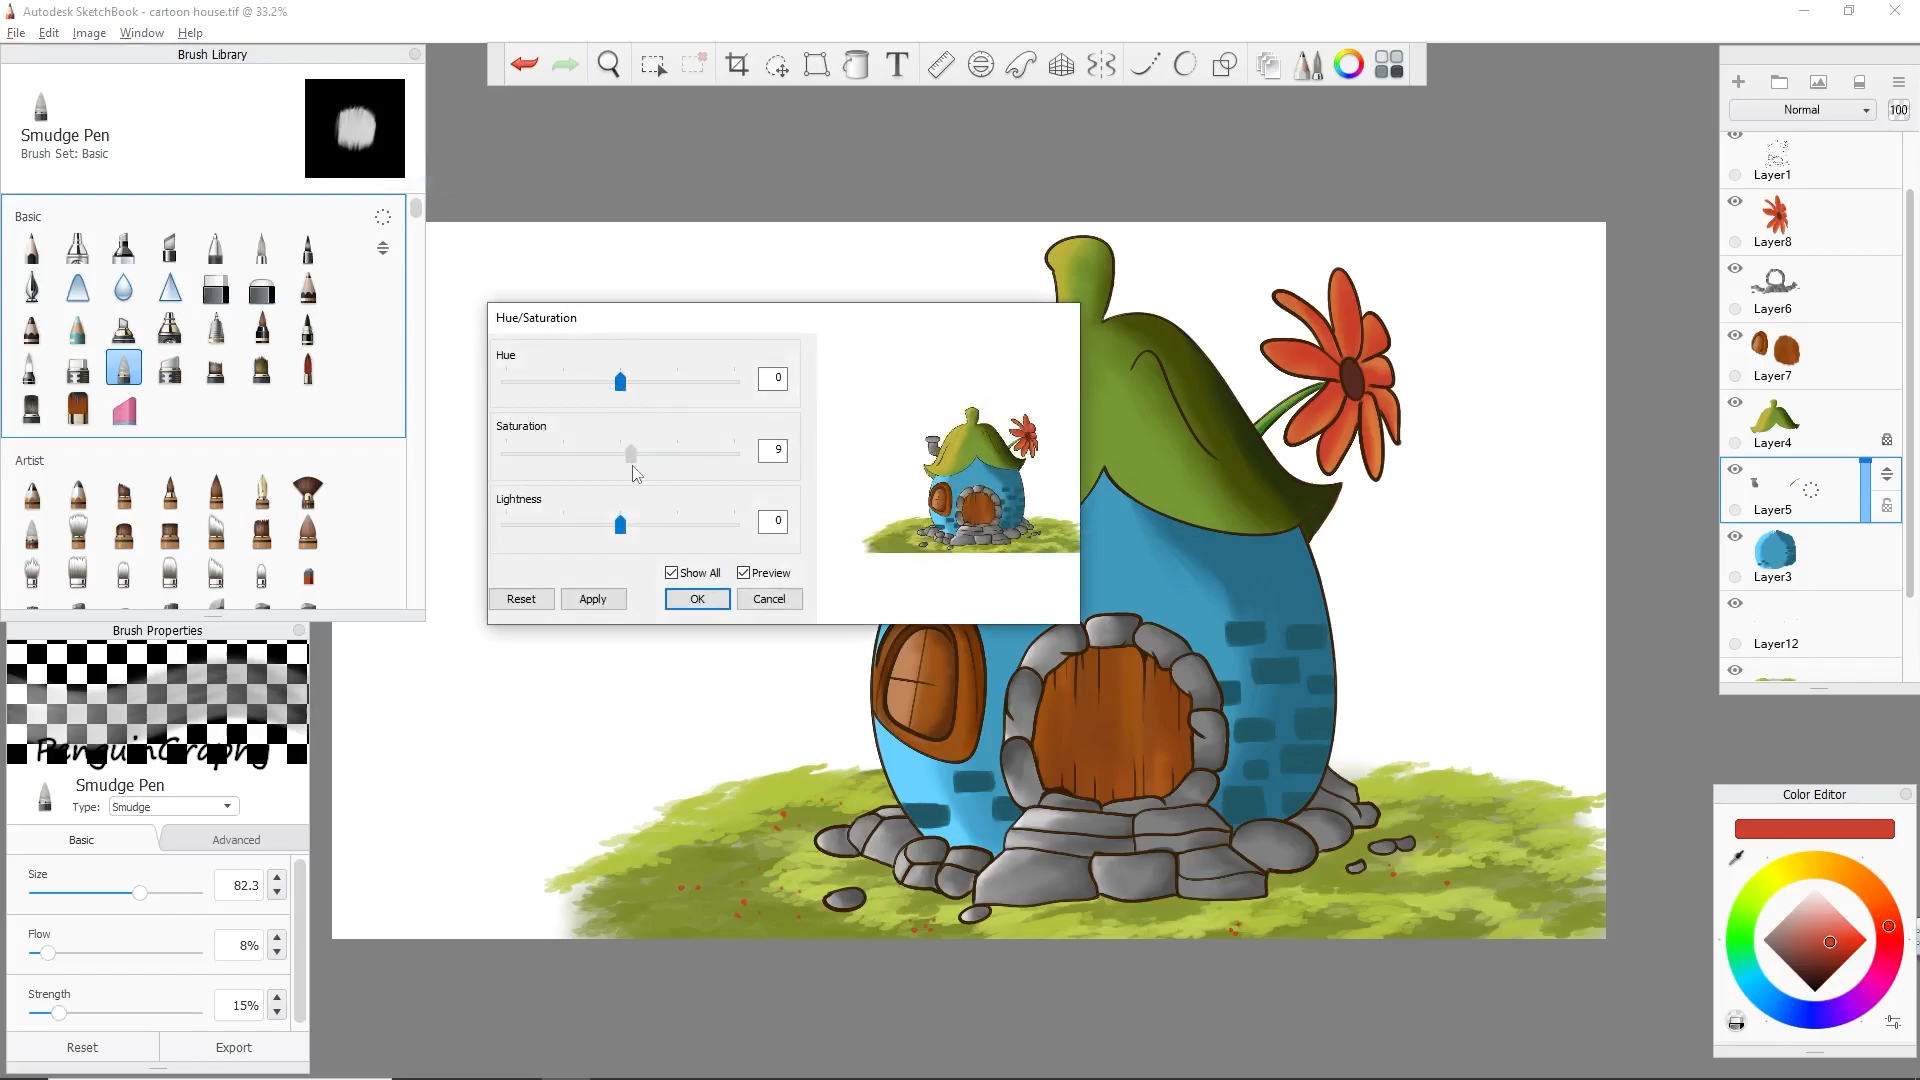 Autodesk SketchBook - cartoon house.tif @ 33.2%
File Edit Image Window Help
Brush Library
Smudge Pen
Brush Set: Basic
Basic
Artist
Brush Properties
PenguinGraphy
Smudge Pen
Type: Smudge
Basic Advanced
Size 82.3
Flow 8%
Strength 15%
Reset Export
T
Hue/Saturation
Hue 0
Saturation 9
Lightness 0
Show All Preview
Reset Apply OK Cancel
Normal 100
Layer1
Layer8
Layer6
Layer7
Layer4
Layer5
Layer3
Layer12
Color Editor